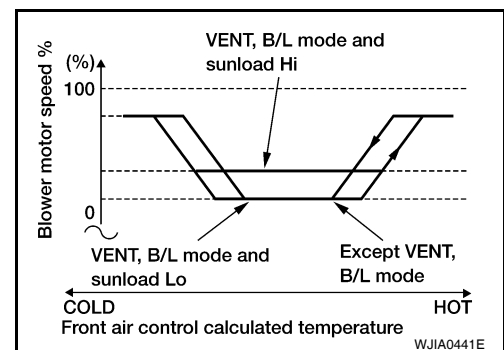 VENT, B/L mode and
sunload Hi
Blower motor speed %
(%)
100
0
VENT, B/L mode and
sunload Lo
Except VENT,
B/L mode
COLD
HOT
Front air control calculated temperature
WJIA0441E